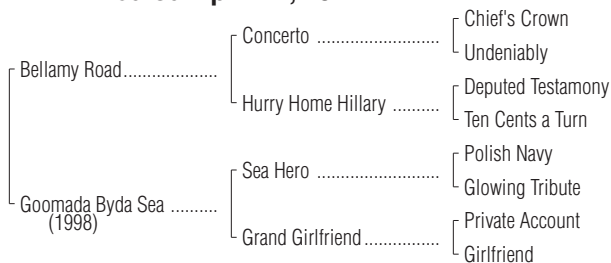 Chief's Crown
Concerto ..............................
Undeniably
Bellamy Road....................
Deputed Testamony
Hurry Home Hillary ..........
Ten Cents a Turn
Polish Navy
Sea Hero ..............................
Glowing Tribute
Goomada Byda Sea ..........
(1998)
Private Account
Grand Girlfriend..................
Girlfriend